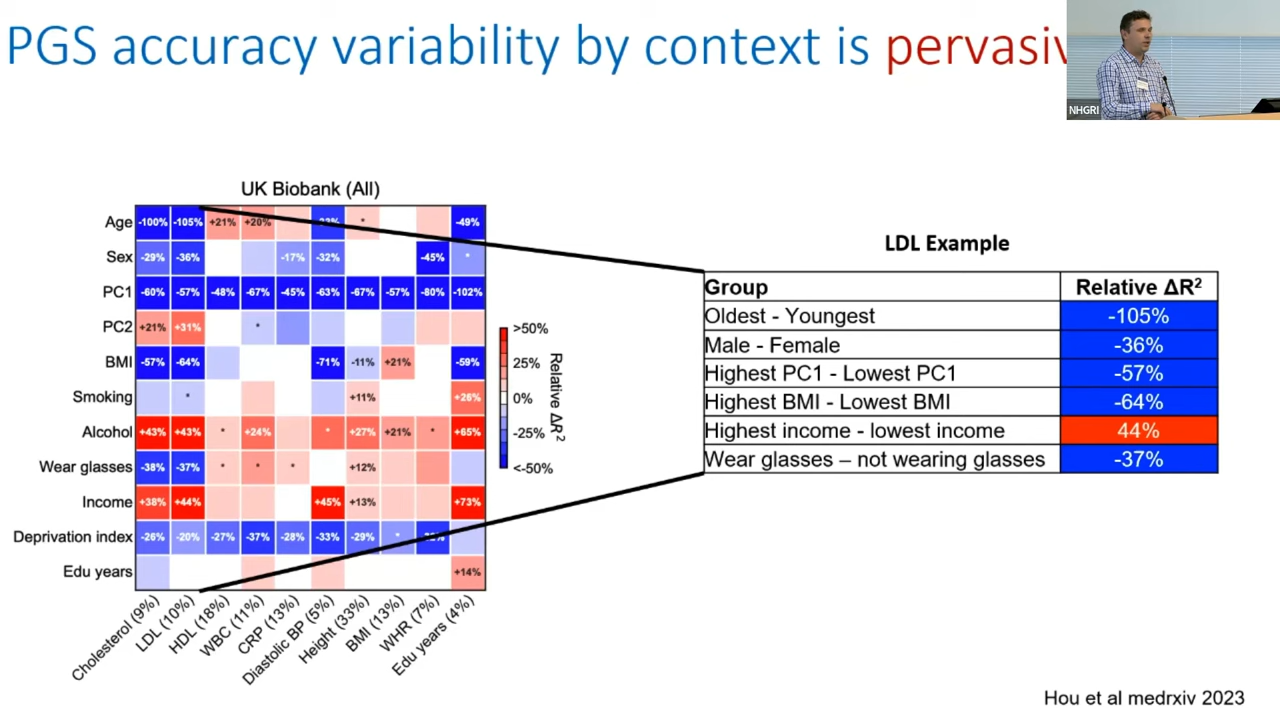 PGS accuracy variability by context is
NHGRI
UK Biobank (All)
Age -100% -105% +21% +20% * -49%
Sex -29% -36% -17% -32% -45% *
PC1 -60% -57% -48% -67% -45% -63% -67% -57% -80% -102%
PC2 +21% +31% *
BMI -57% -64% -71% -11% +21% -59%
Smoking * +11% +26%
Alcohol +43% +43% * +24% * +27% +21% * +65%
Wear glasses -38% -37% * * * +12%
Income +38% +44% +45% +13% +73%
Deprivation index -26% -20% -27% -37% -28% -33% -29% *
Edu years +14%
Cholesterol (9%)
LDL (10%)
HDL (18%)
WBC (11%)
CRP (13%)
Diastolic BP (5%)
Height (33%)
BMI (13%)
WHR (7%)
Edu years (4%)
>50%
25%
0%
-25%
<-50%
Relative ΔR²
LDL Example
Group Relative ΔR²
Oldest - Youngest -105%
Male - Female -36%
Highest PC1 - Lowest PC1 -57%
Highest BMI - Lowest BMI -64%
Highest income - lowest income 44%
Wear glasses – not wearing glasses -37%
Hou et al medrxiv 2023